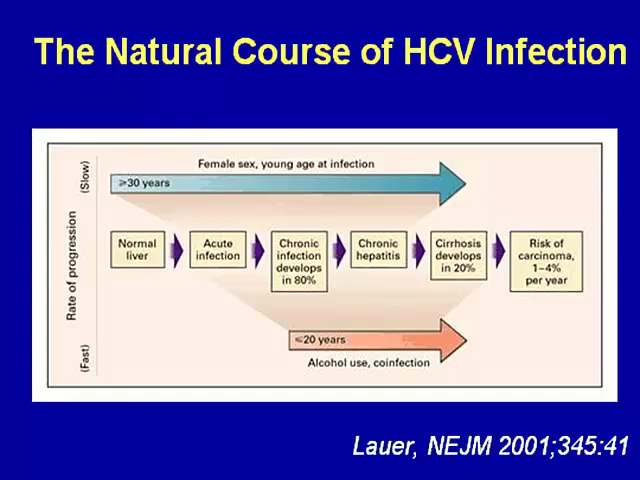 The Natural Course of HCV Infection
Female sex, young age at infection
≥30 years
Rate of progression
(Slow)
(Fast)
Normal
liver
Acute
infection
Chronic
infection
develops
in 80%
Chronic
hepatitis
Cirrhosis
develops
in 20%
Risk of
carcinoma,
1–4%
per year
≤20 years
Alcohol use, coinfection
Lauer, NEJM 2001;345:41